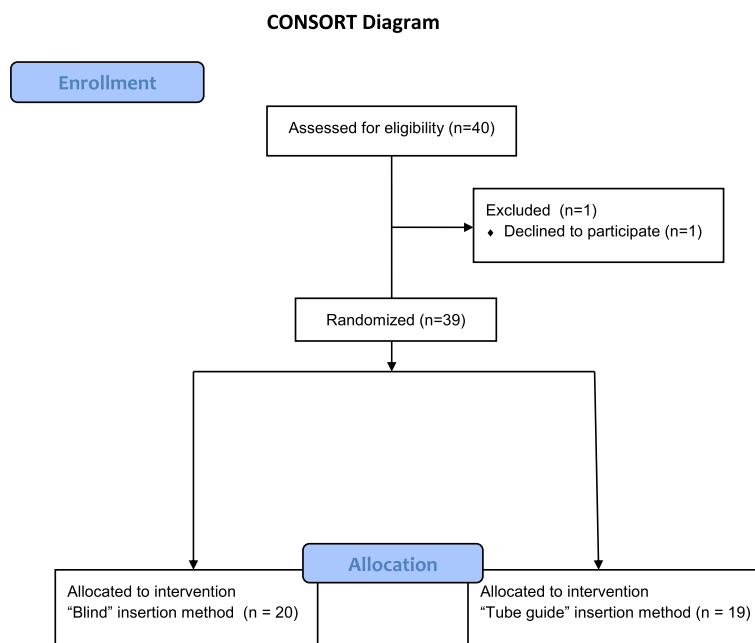 CONSORT Diagram
Enrollment
Assessed for eligibility (n=40)
Excluded (n=1)
♦ Declined to participate (n=1)
Randomized (n=39)
Allocation
Allocated to intervention
“Blind” insertion method (n = 20)
Allocated to intervention
“Tube guide” insertion method (n = 19)